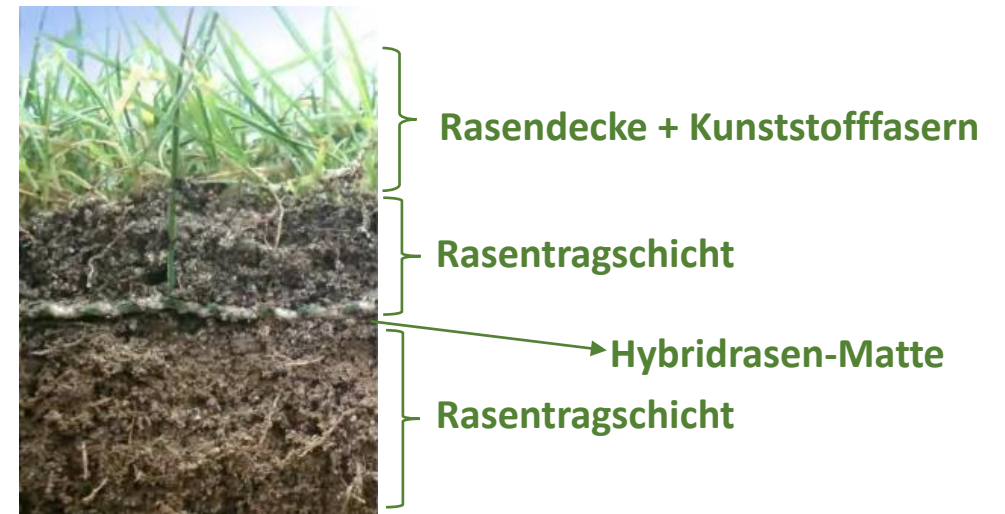 Rasendecke + Kunststofffasern
Rasentragschicht
Hybridrasen-Matte
Rasentragschicht